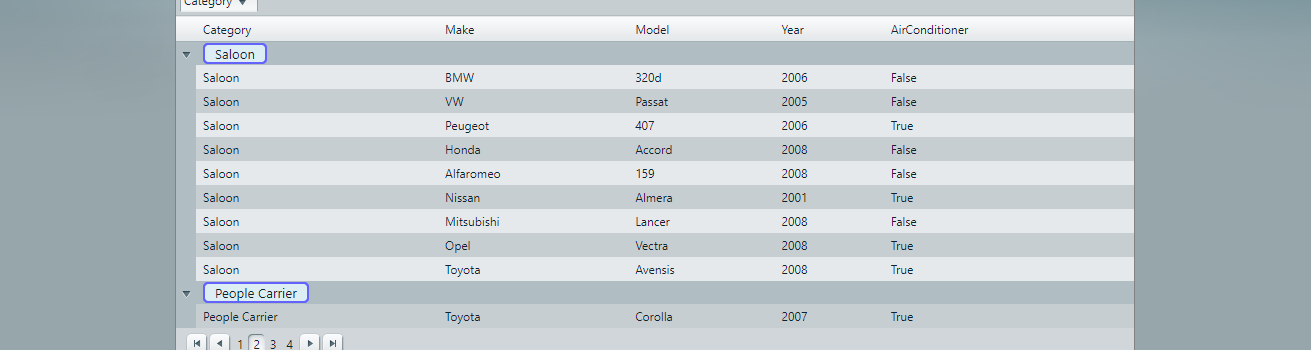 Category
Category Make Model Year AirConditioner
Saloon
Saloon BMW 320d 2006 False
Saloon VW Passat 2005 False
Saloon Peugeot 407 2006 True
Saloon Honda Accord 2008 False
Saloon Alfaromeo 159 2008 False
Saloon Nissan Almera 2001 True
Saloon Mitsubishi Lancer 2008 False
Saloon Opel Vectra 2008 True
Saloon Toyota Avensis 2008 True
People Carrier
People Carrier Toyota Corolla 2007 True
1 2 3 4